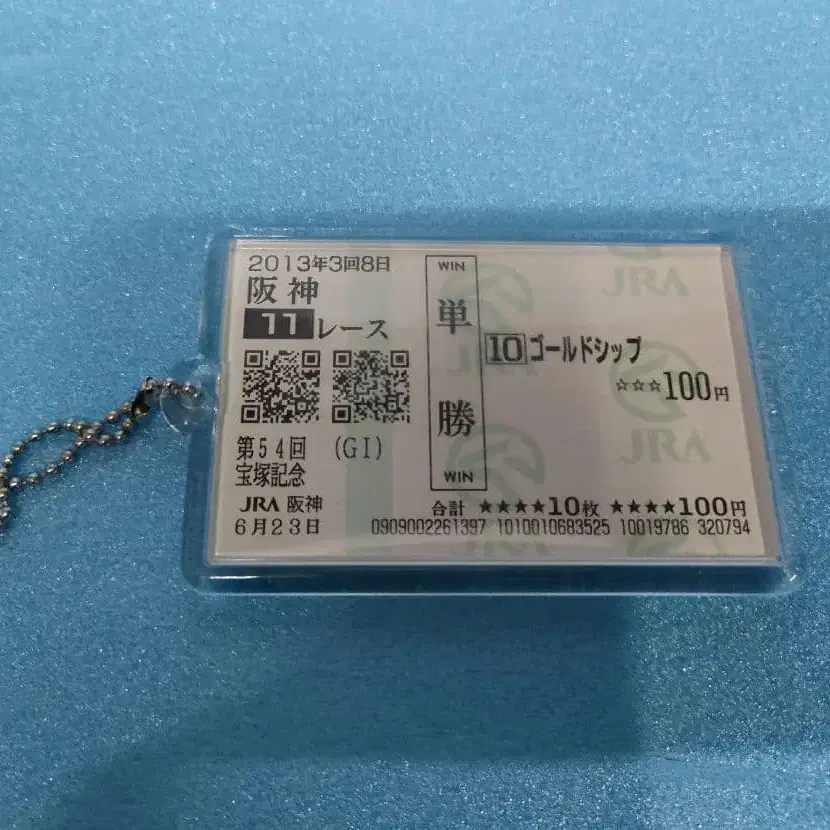 2013年3回8日
阪神
11レース
第54回 (GI)
宝塚記念
JRA 阪神
6月23日
WIN
単勝
WIN
10 ゴールドシップ
☆☆☆100円
合計 ★★★★10枚 ★★★★100円
0909002261397 1010010683525 10019786 320794
JRA
JRA
JRA
JRA